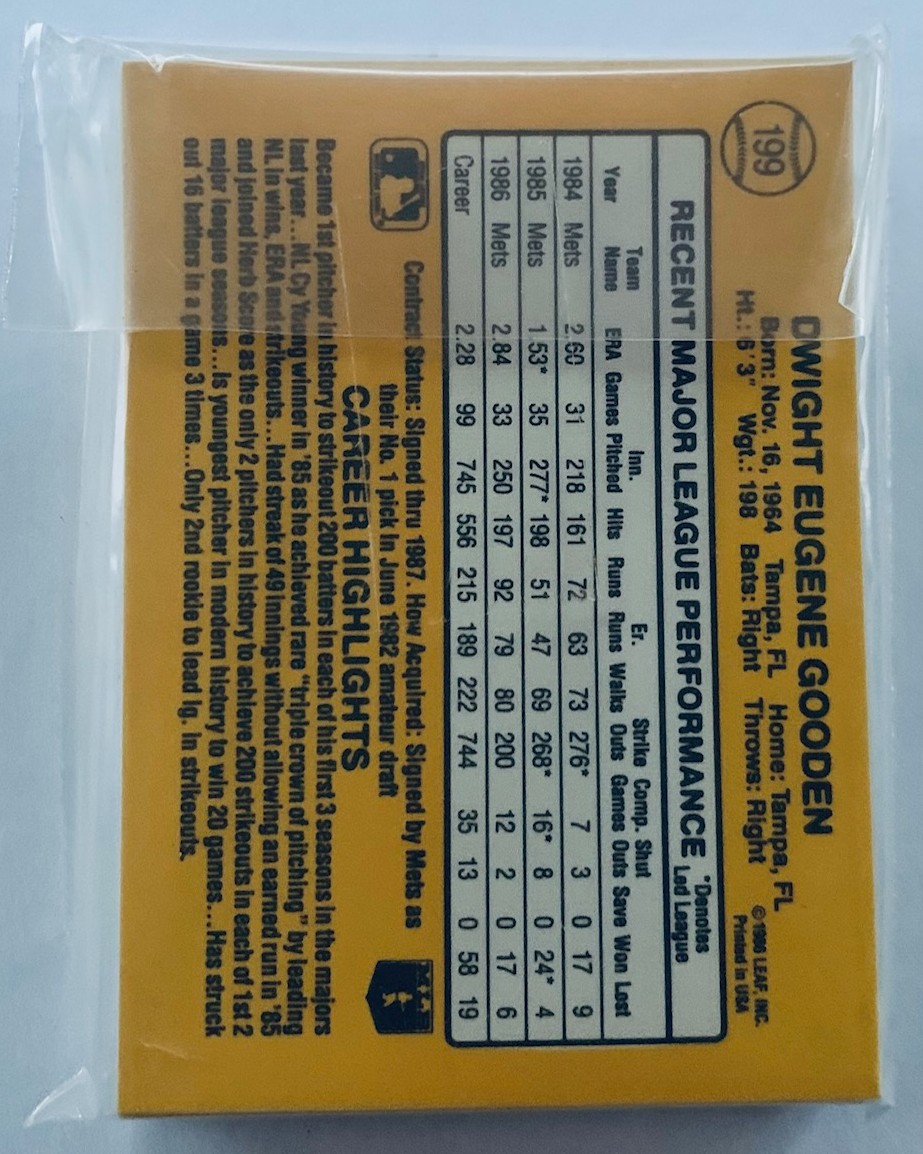 199
DWIGHT EUGENE GOODEN
Born: Nov. 16, 1964 Tampa, FL Home: Tampa, FL
Ht.: 6'3" Wgt.: 198 Bats: Right Throws: Right
©1986 LEAF, INC.
Printed in USA
RECENT MAJOR LEAGUE PERFORMANCE *Denotes Led League
Year Team Name ERA Games Inn. Pitched Hits Runs Er. Runs Walks Strike Outs Comp. Games Shut Outs Save Won Lost
1984 Mets 2.60 31 218 161 72 63 73 276* 7 3 0 17 9
1985 Mets 1.53* 35 277* 198 51 47 69 268* 16* 8 0 24* 4
1986 Mets 2.84 33 250 197 92 79 80 200 12 2 0 17 6
Career 2.28 99 745 556 215 189 222 744 35 13 0 58 19
Contract Status: Signed thru 1987. How Acquired: Signed by Mets as
their No. 1 pick in June 1982 amateur draft
CAREER HIGHLIGHTS
Became 1st pitcher in history to strikeout 200 batters in each of his first 3 seasons in the majors
last year...NL Cy Young winner in '85 as he achieved rare "triple crown of pitching" by leading
NL in wins, ERA and strikeouts...Had streak of 49 innings without allowing an earned run in '85
and joined Herb Score as the only 2 pitchers in history to achieve 200 strikeouts in each of 1st 2
major league seasons...Is youngest pitcher in modern history to win 20 games...Has struck
out 16 batters in a game 3 times...Only 2nd rookie to lead lg. in strikeouts.